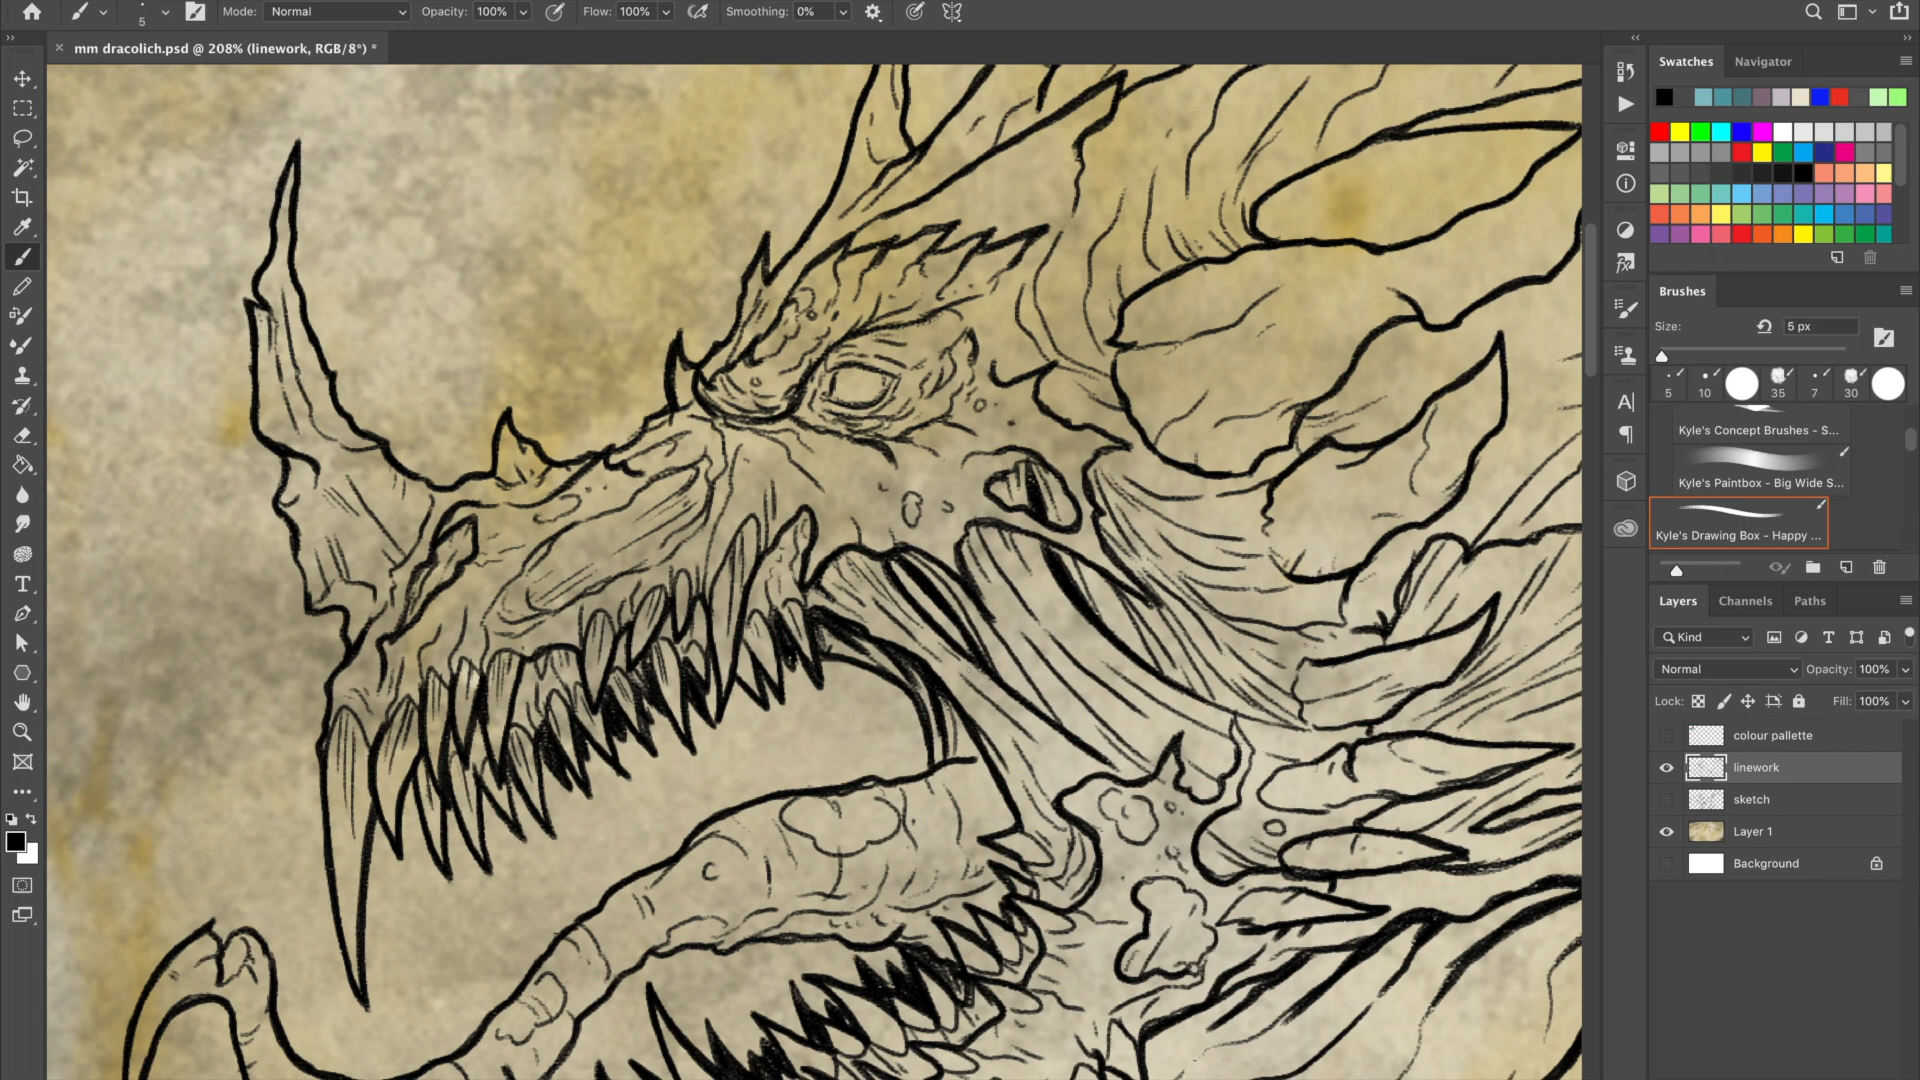 5
Mode: Normal
Opacity: 100%
Flow: 100%
Smoothing: 0%
mm dracolich.psd @ 208% (linework, RGB/8*) *
Swatches
Navigator
Brushes
Size:
5 px
5
10
35
7
30
Kyle's Concept Brushes - S...
Kyle's Paintbox - Big Wide S...
Kyle's Drawing Box - Happy ...
Layers
Channels
Paths
Kind
Normal
Opacity: 100%
Lock:
Fill: 100%
colour pallette
linework
sketch
Layer 1
Background